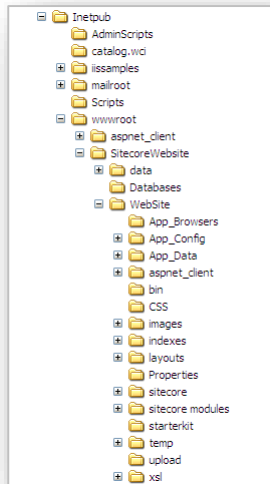 Inetpub
AdminScripts
catalog.wci
iissamples
mailroot
Scripts
wwwroot
aspnet_client
SitecoreWebsite
data
Databases
WebSite
App_Browsers
App_Config
App_Data
aspnet_client
bin
CSS
images
indexes
layouts
Properties
sitecore
sitecore modules
starterkit
temp
upload
xsl